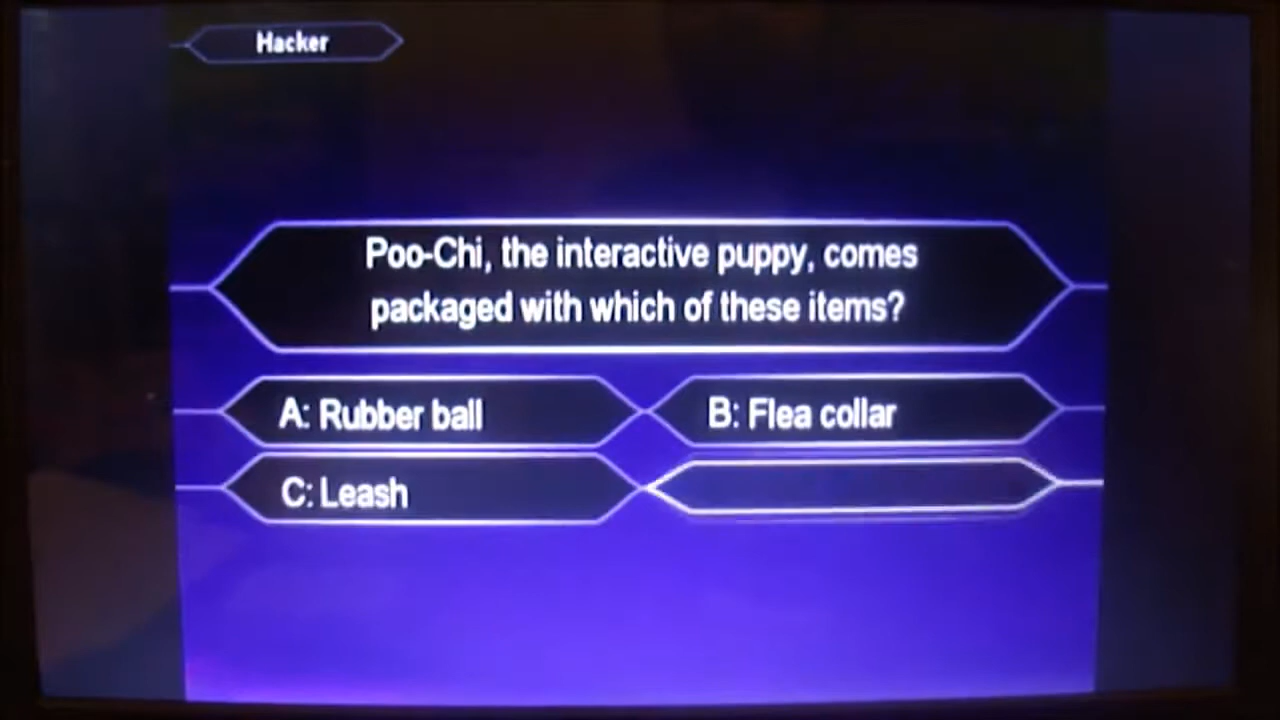 Hacker
Poo-Chi, the interactive puppy, comes
packaged with which of these items?
A: Rubber ball
B: Flea collar
C: Leash